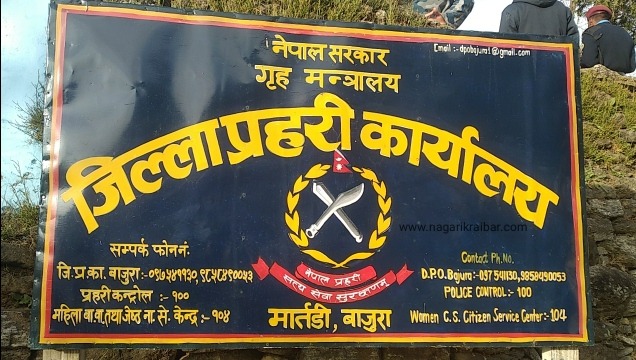 नेपाल सरकार
Email :-dpobajura1@gmail.com
गृह मन्त्रालय
जिल्ला प्रहरी कार्यालय
www.nagarikraibar.com
सम्पर्क फोन नं.
जि.प्र.का. बाजुरा:-०९७५४११३०, ९८५८४९००५३
प्रहरी कन्ट्रोल :- १००
महिला बा.बा. तथा जेष्ठ ना. से. केन्द्र :- १०४
नेपाल प्रहरी
सत्य सेवा सुरक्षणम्
मार्तडी, बाजुरा
Contact Ph.No.
D.P.O. Bajura:-097 541130, 9858490053
POLICE CONTROL:- 100
Women C.S. Citizen Service Center:- 104